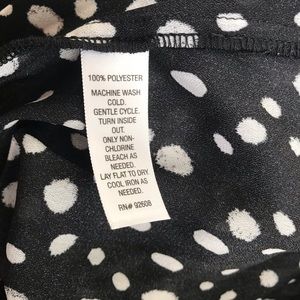 100% POLYESTER
MACHINE WASH
COLD.
GENTLE CYCLE.
TURN INSIDE
OUT.
ONLY NON-
CHLORINE
BLEACH AS
NEEDED.
LAY FLAT TO DRY.
COOL IRON AS
NEEDED.
RN# 92608